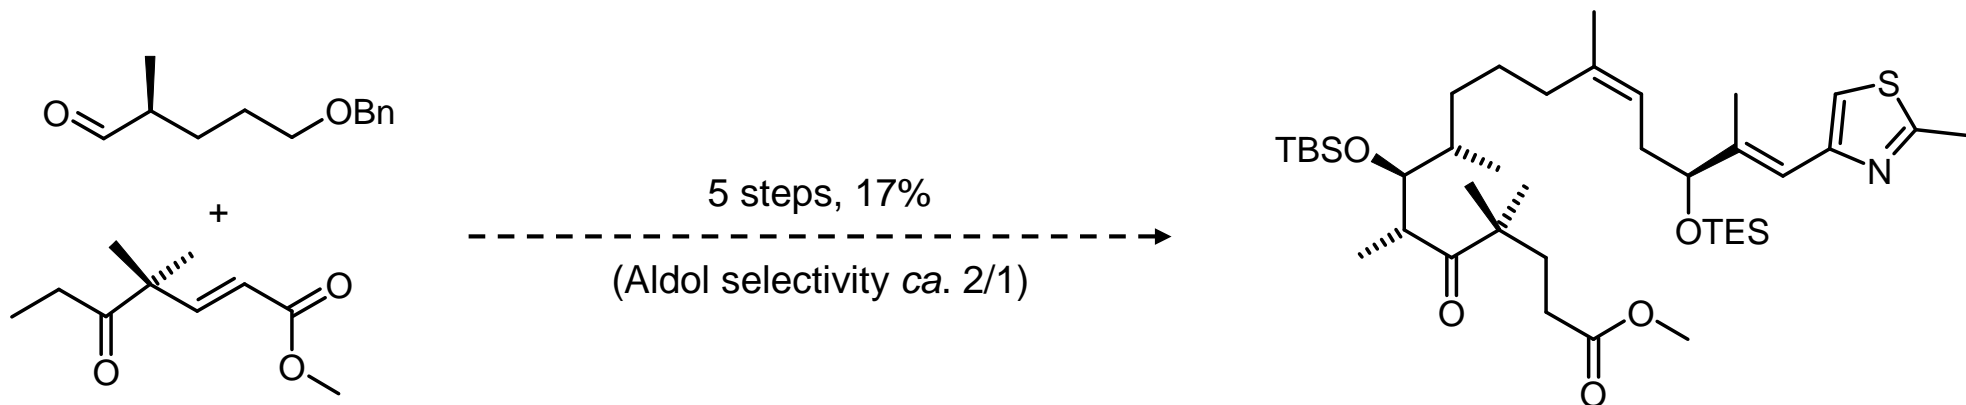 O
OBn
+
O
O
O
5 steps, 17%
(Aldol selectivity ca. 2/1)
TBSO
O
O
O
OTES
N
S